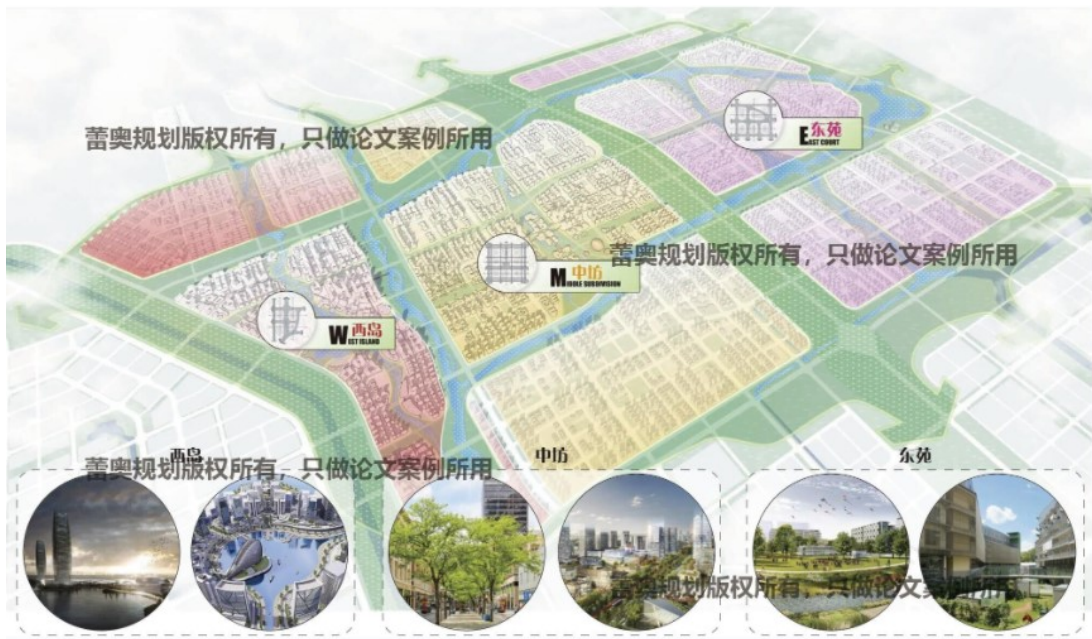 蕾奥规划版权所有，只做论文案例所用
E东苑
EAST COURT
蕾奥规划版权所有，只做论文案例所用
M中坊
MIDDLE SUBDIVISION
W西岛
WEST ISLAND
西岛
中坊
东苑
蕾奥规划版权所有，只做论文案例所用
蕾奥规划版权所有，只做论文案例所用